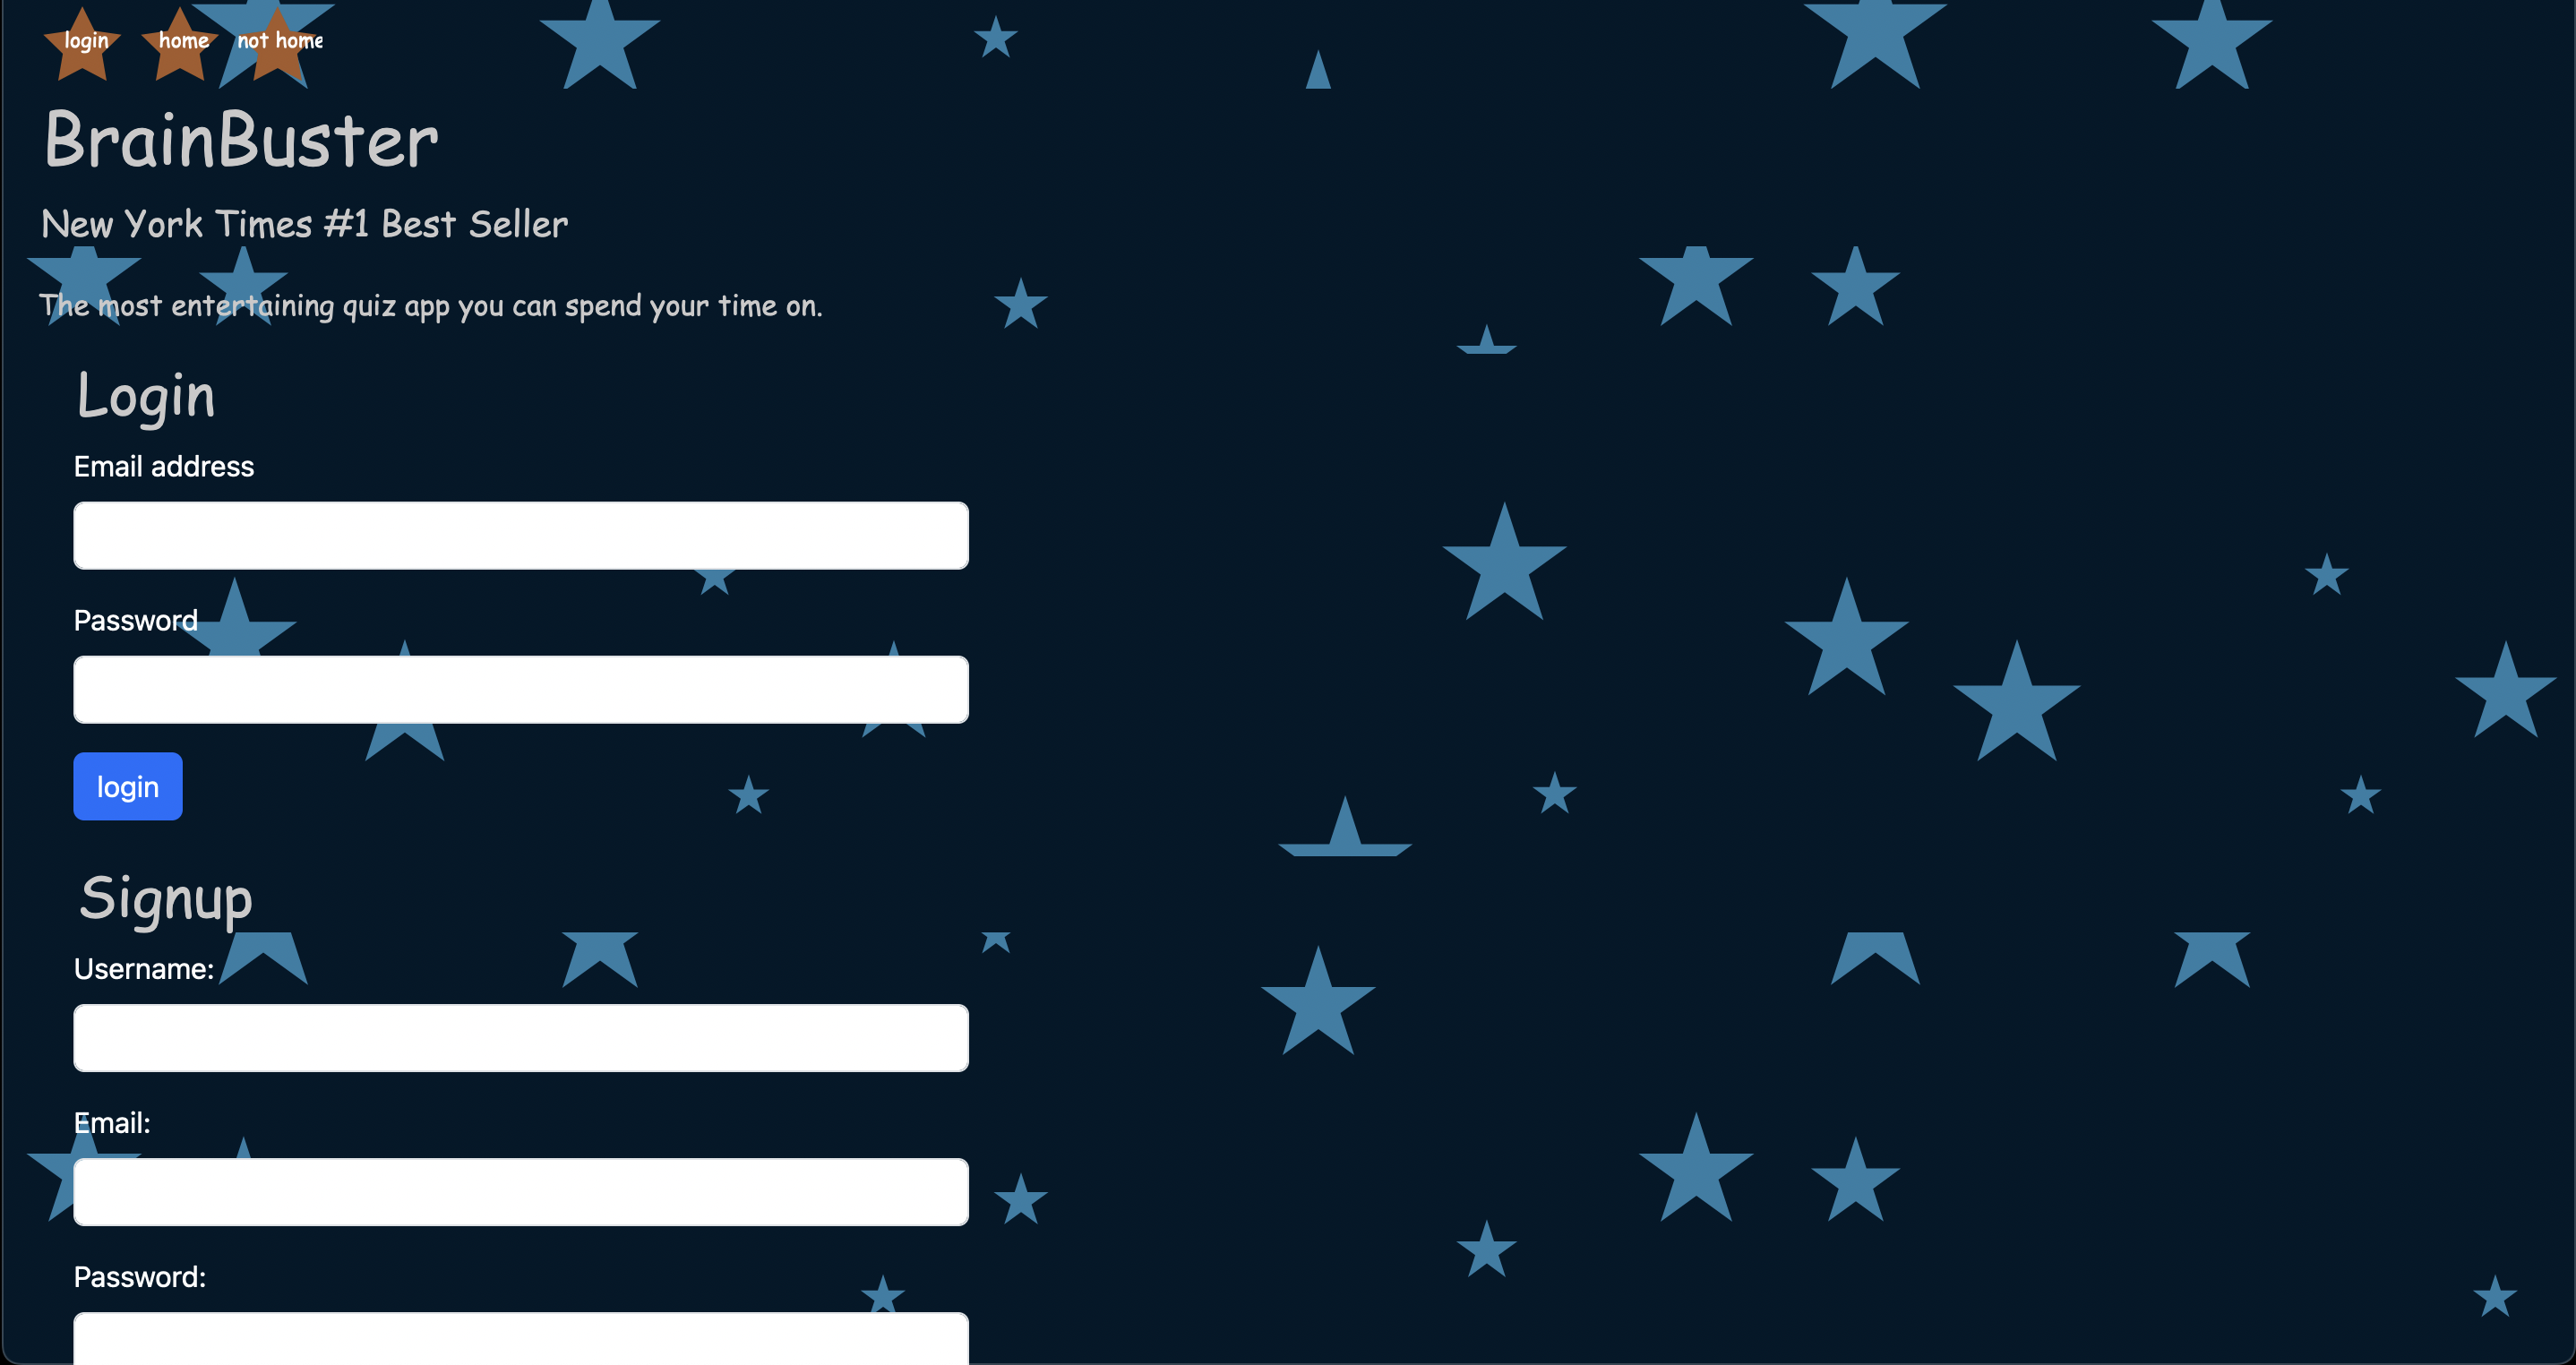 login home not home
BrainBuster
New York Times #1 Best Seller
The most entertaining quiz app you can spend your time on.
Login
Email address
Password
login
Signup
Username:
Email:
Password: